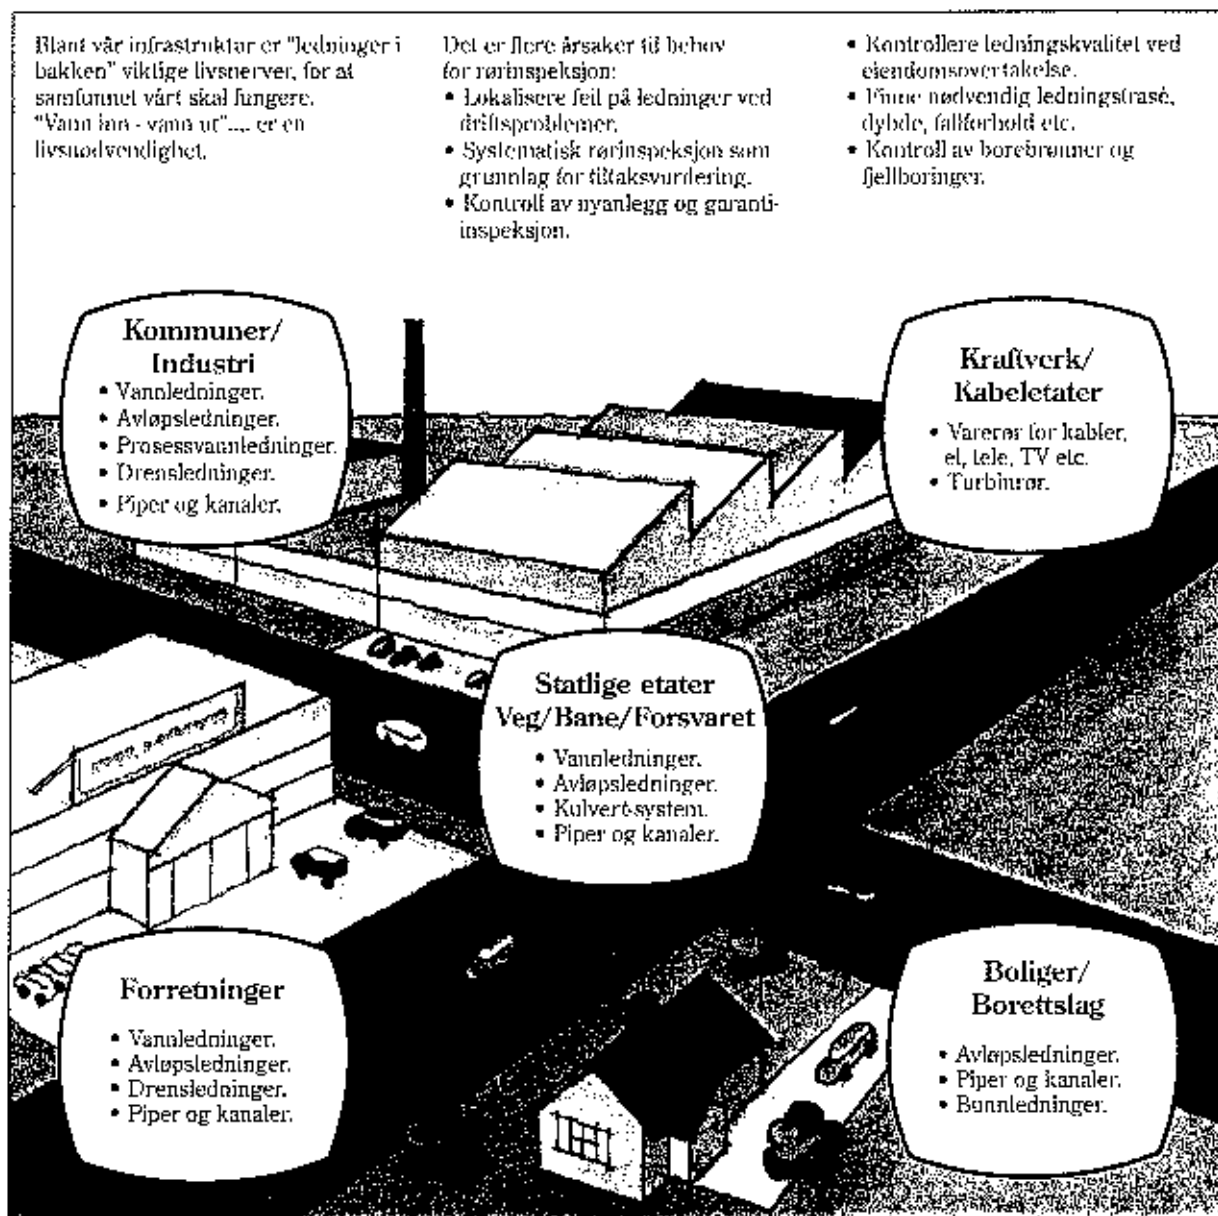 Blant vår infrastruktur er "ledninger i
bakken" viktige livsnerver, for at
samfunnet vårt skal fungere.
"Vann inn - vann ut".... er en
livsnødvendighet.
Det er flere årsaker til behov
for rørinspeksjon:
• Lokalisere feil på ledninger ved
driftsproblemer.
• Systematisk rørinspeksjon som
grunnlag for tiltaksvurdering.
• Kontroll av nyanlegg og garanti-
inspeksjon.
• Kontrollere ledningskvalitet ved
eiendomsovertakelse.
• Finne nødvendig ledningstrasé,
dybde, fallforhold etc.
• Kontroll av borebrønner og
fjellboringer.
Kommuner/
Industri
• Vannledninger.
• Avløpsledninger.
• Prosessvannledninger.
• Drensledninger.
• Piper og kanaler.
Kraftverk/
Kabeletater
• Varerør for kabler,
el, tele, TV etc.
• Turbinrør.
Statlige etater
Veg/Bane/Forsvaret
• Vannledninger.
• Avløpsledninger.
• Kulvert-system.
• Piper og kanaler.
Forretninger
• Vannledninger.
• Avløpsledninger.
• Drensledninger.
• Piper og kanaler.
Boliger/
Borettslag
• Avløpsledninger.
• Piper og kanaler.
• Bunnledninger.